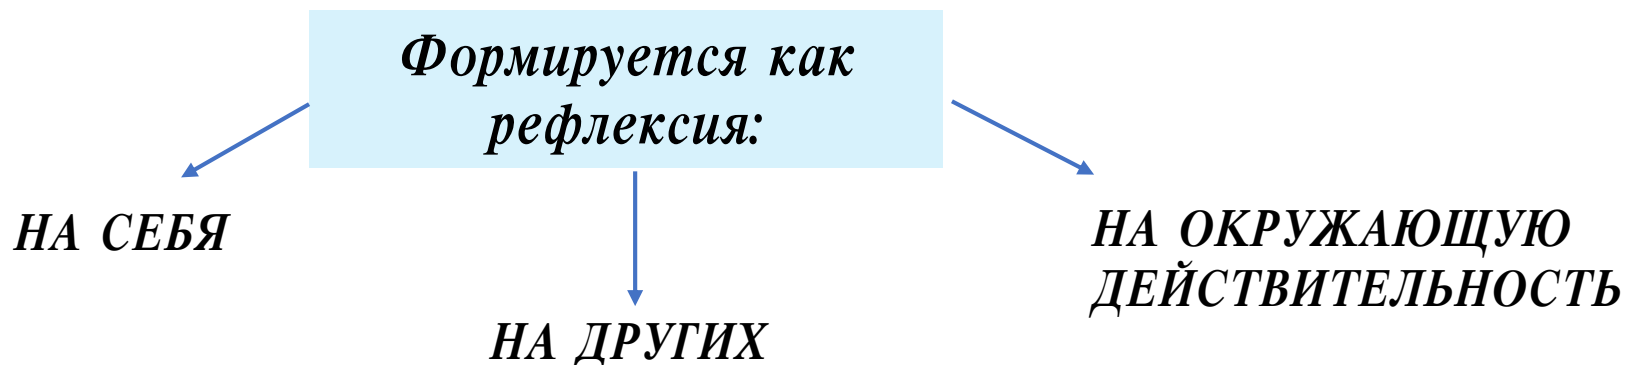 Формируется как
рефлексия:
НА СЕБЯ
НА ДРУГИХ
НА ОКРУЖАЮЩУЮ
ДЕЙСТВИТЕЛЬНОСТЬ